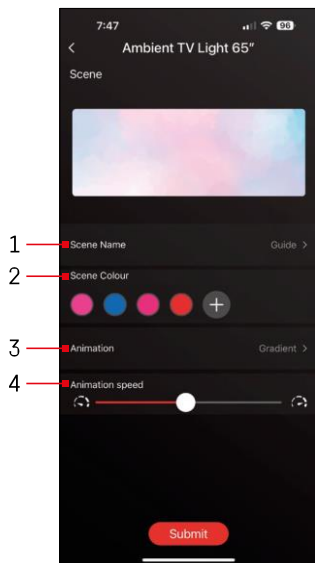 7:47 96
Ambient TV Light 65"
Scene
1 Scene Name Guide >
2 Scene Colour
+
3 Animation Gradient >
4 Animation speed
Submit